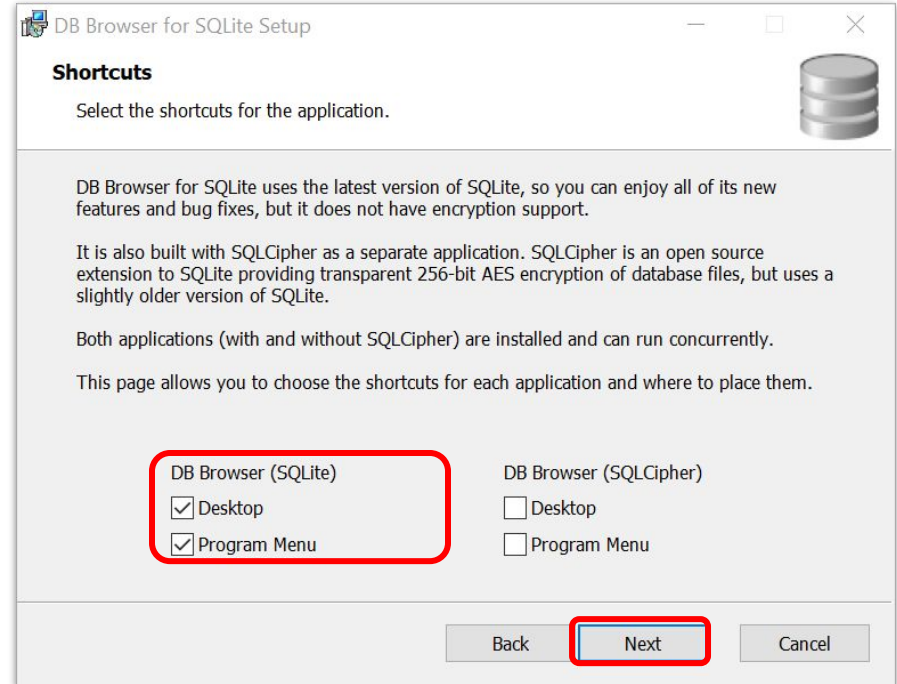 DB Browser for SQLite Setup
Shortcuts
Select the shortcuts for the application.
DB Browser for SQLite uses the latest version of SQLite, so you can enjoy all of its new
features and bug fixes, but it does not have encryption support.
It is also built with SQLCipher as a separate application. SQLCipher is an open source
extension to SQLite providing transparent 256-bit AES encryption of database files, but uses a
slightly older version of SQLite.
Both applications (with and without SQLCipher) are installed and can run concurrently.
This page allows you to choose the shortcuts for each application and where to place them.
DB Browser (SQLite)
Desktop
Program Menu
DB Browser (SQLCipher)
Desktop
Program Menu
Back
Next
Cancel